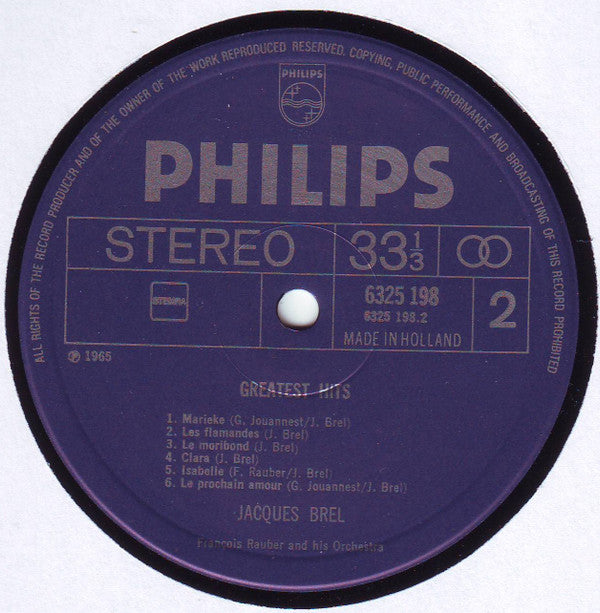 ALL RIGHTS OF THE RECORD PRODUCER AND OF THE OWNER OF THE WORK REPRODUCED RESERVED. COPYING, PUBLIC PERFORMANCE AND BROADCASTING OF THIS RECORD PROHIBITED
PHILIPS
PHILIPS
STEREO 33 1/3
STEMRA 6325 198 2
6325 198.2
MADE IN HOLLAND
℗ 1965
GREATEST HITS
1. Marieke (G. Jouannest/J. Brel)
2. Les flamandes (J. Brel)
3. Le moribond (J. Brel)
4. Clara (J. Brel)
5. Isabelle (F. Rauber/J. Brel)
6. Le prochain amour (G. Jouannest/J. Brel)
JACQUES BREL
François Rauber and his Orchestra